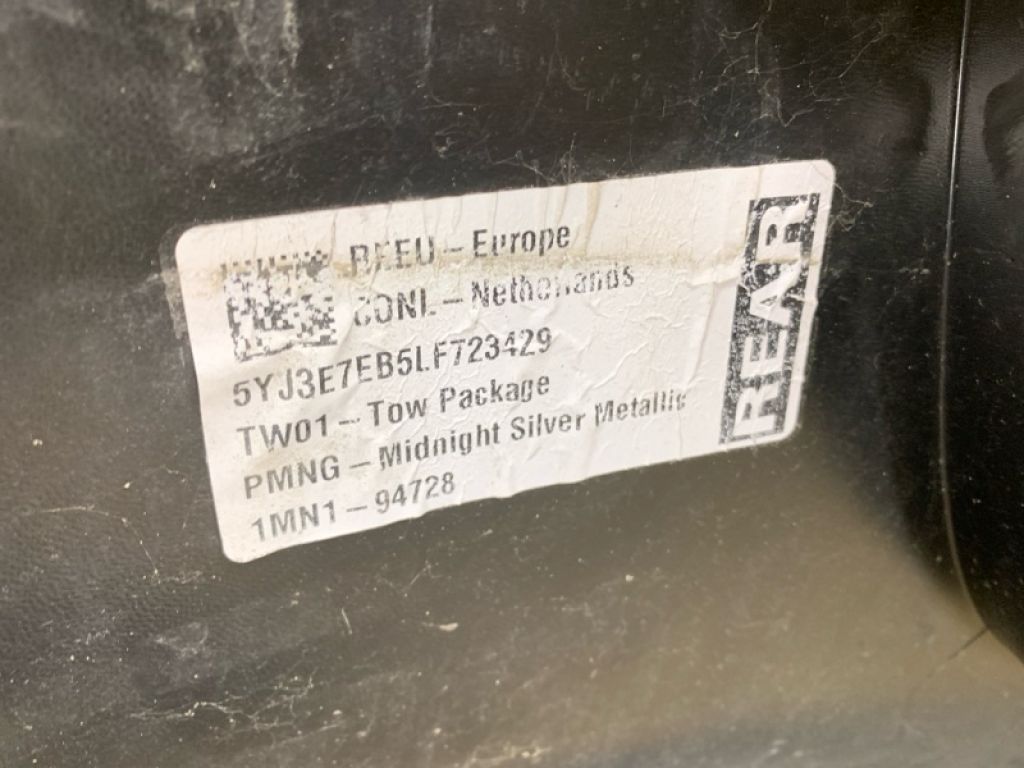 REEU – Europe
CONL – Netherlands
5YJ3E7EB5LF723429
TW01 – Tow Package
PMNG – Midnight Silver Metallic
1MN1 – 94728
REAR